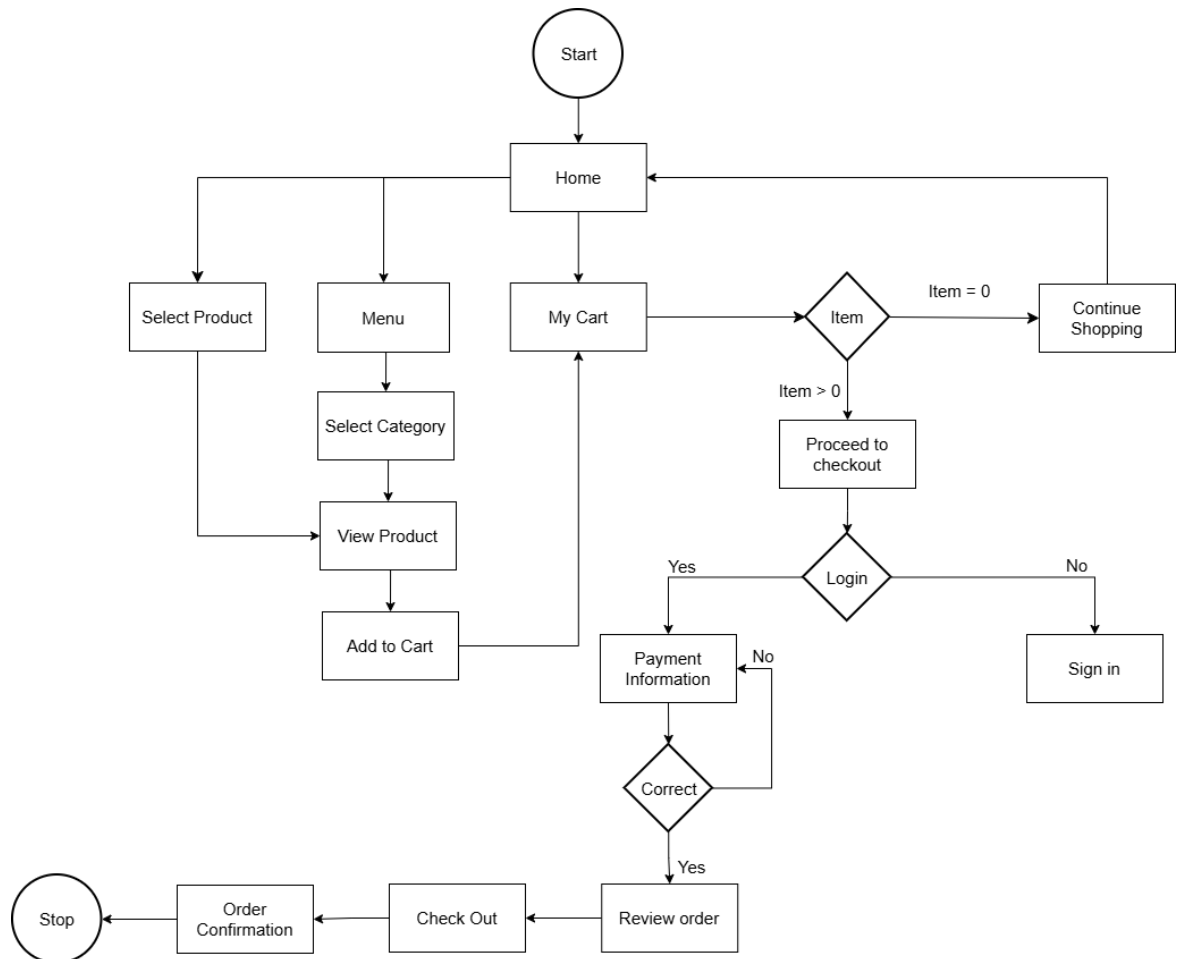 Start
Home
Select Product
Menu
My Cart
Item
Item = 0
Continue
Shopping
Item > 0
Select Category
Proceed to
checkout
View Product
Login
Yes
No
Add to Cart
Payment
Information
No
Sign in
Correct
Yes
Stop
Order
Confirmation
Check Out
Review order